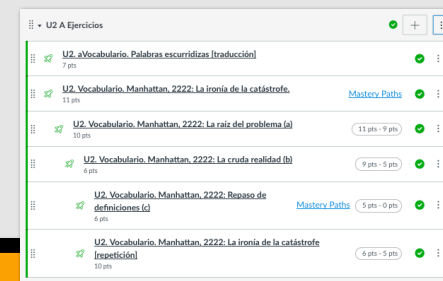 U2 A Ejercicios
U2. aVocabulario. Palabras escurridizas [traducción]
7 pts
U2. Vocabulario. Manhattan, 2222: La ironía de la catástrofe.
Mastery Paths
11 pts
U2. Vocabulario. Manhattan, 2222: La raíz del problema (a)
11 pts - 9 pts
10 pts
U2. Vocabulario. Manhattan, 2222: La cruda realidad (b)
9 pts - 5 pts
6 pts
U2. Vocabulario. Manhattan, 2222: Repaso de
definiciones (c)
Mastery Paths
5 pts - 0 pts
6 pts
U2. Vocabulario. Manhattan, 2222: La ironía de la catástrofe
[repetición]
6 pts - 5 pts
10 pts